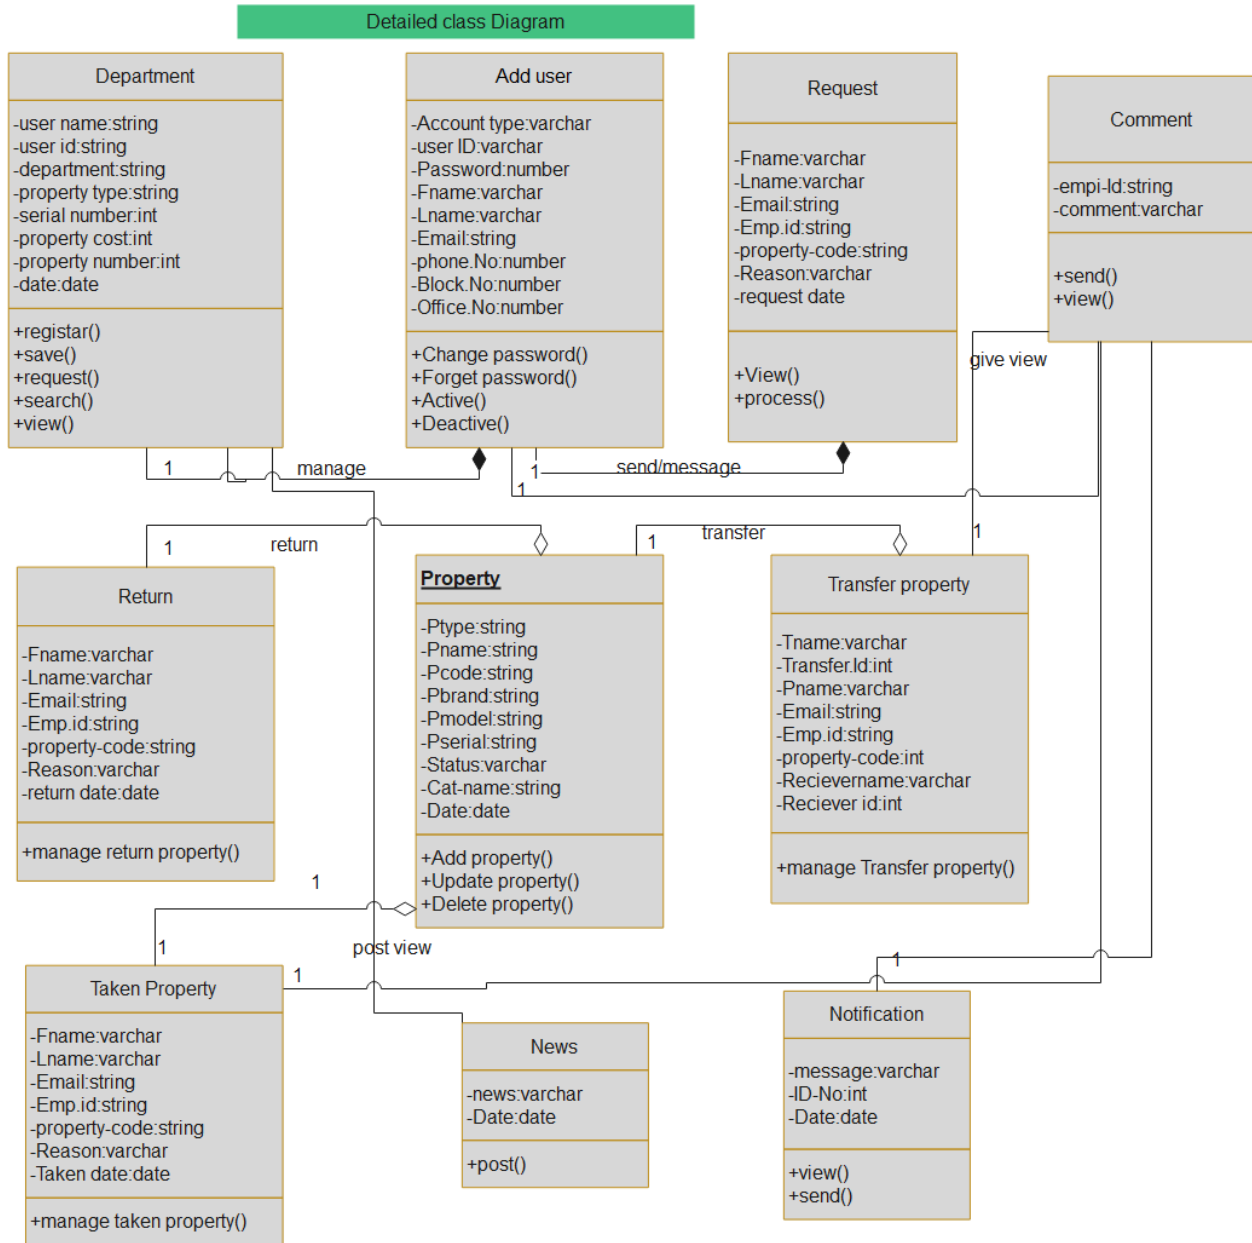 Detailed class Diagram
Department
-user name:string
-user id:string
-department:string
-property type:string
-serial number:int
-property cost:int
-property number:int
-date:date
+registar()
+save()
+request()
+search()
+view()
Add user
-Account type:varchar
-user ID:varchar
-Password:number
-Fname:varchar
-Lname:varchar
-Email:string
-phone.No:number
-Block.No:number
-Office.No:number
+Change password()
+Forget password()
+Active()
+Deactive()
Request
-Fname:varchar
-Lname:varchar
-Email:string
-Emp.id:string
-property-code:string
-Reason:varchar
-request date
+View()
+process()
Comment
-empi-Id:string
-comment:varchar
+send()
+view()
give view
1
manage
1
send/message
1
1
1
return
1
transfer
1
Return
-Fname:varchar
-Lname:varchar
-Email:string
-Emp.id:string
-property-code:string
-Reason:varchar
-return date:date
+manage return property()
Property
-Ptype:string
-Pname:string
-Pcode:string
-Pbrand:string
-Pmodel:string
-Pserial:string
-Status:varchar
-Cat-name:string
-Date:date
+Add property()
+Update property()
+Delete property()
Transfer property
-Tname:varchar
-Transfer.Id:int
-Pname:varchar
-Email:string
-Emp.id:string
-property-code:int
-Recievername:varchar
-Reciever id:int
+manage Transfer property()
1
1
post view
1
1
Taken Property
-Fname:varchar
-Lname:varchar
-Email:string
-Emp.id:string
-property-code:string
-Reason:varchar
-Taken date:date
+manage taken property()
News
-news:varchar
-Date:date
+post()
Notification
-message:varchar
-ID-No:int
-Date:date
+view()
+send()